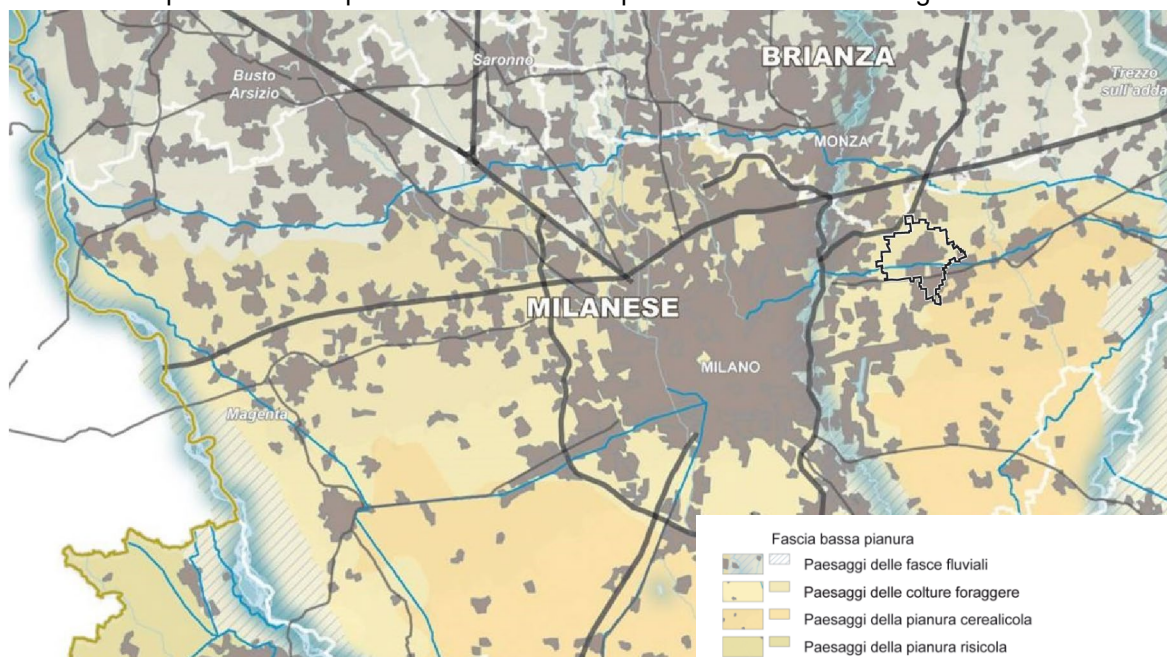 BRIANZA
Saronno
Busto
Arsizio
Trezzo
sull'adda
MONZA
MILANESE
MILANO
Magenta
Fascia bassa pianura
Paesaggi delle fasce fluviali
Paesaggi delle colture foraggere
Paesaggi della pianura cerealicola
Paesaggi della pianura risicola